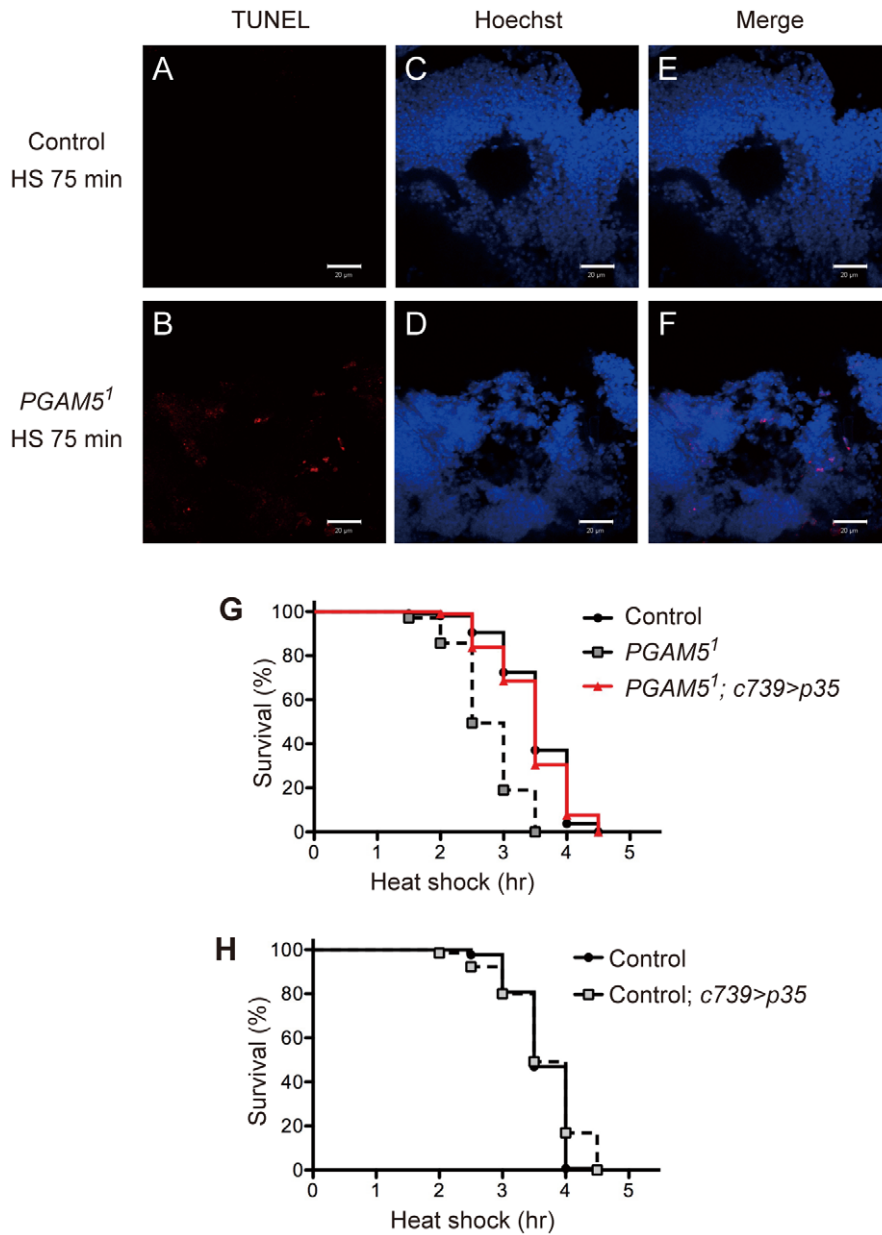 TUNEL Hoechst Merge
A C E
Control
HS 75 min
20 μm 20 μm 20 μm
B D F
PGAM5¹
HS 75 min
20 μm 20 μm 20 μm
G
100
80
60
40
20
0
Survival (%)
0 1 2 3 4 5
Heat shock (hr)
Control
PGAM5¹
PGAM5¹; c739>p35
H
100
80
60
40
20
0
Survival (%)
0 1 2 3 4 5
Heat shock (hr)
Control
Control; c739>p35